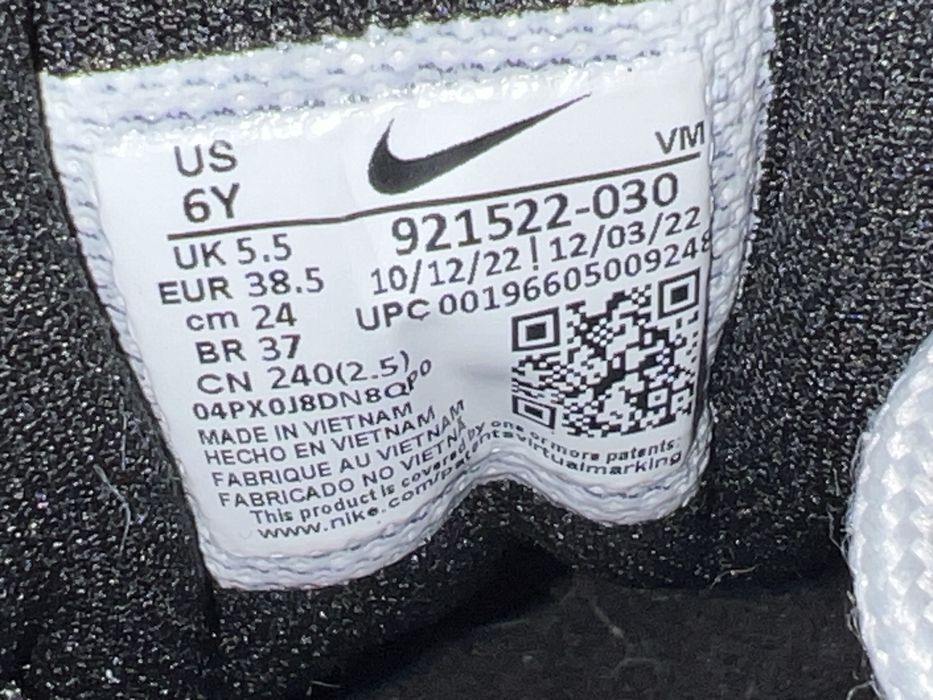 US
6Y
VM
UK 5.5
EUR 38.5
cm 24
BR 37
CN 240(2.5)
921522-030
10/12/22!12/03/22
UPC 00196605009248
04PX0J8DN8QP0
MADE IN VIETNAM
HECHO EN VIETNAM
FABRIQUE AU VIETNAM
FABRICADO NO VIETNA
This product is covered by one or more patents:
www.nike.com/patentsvirtualmarking